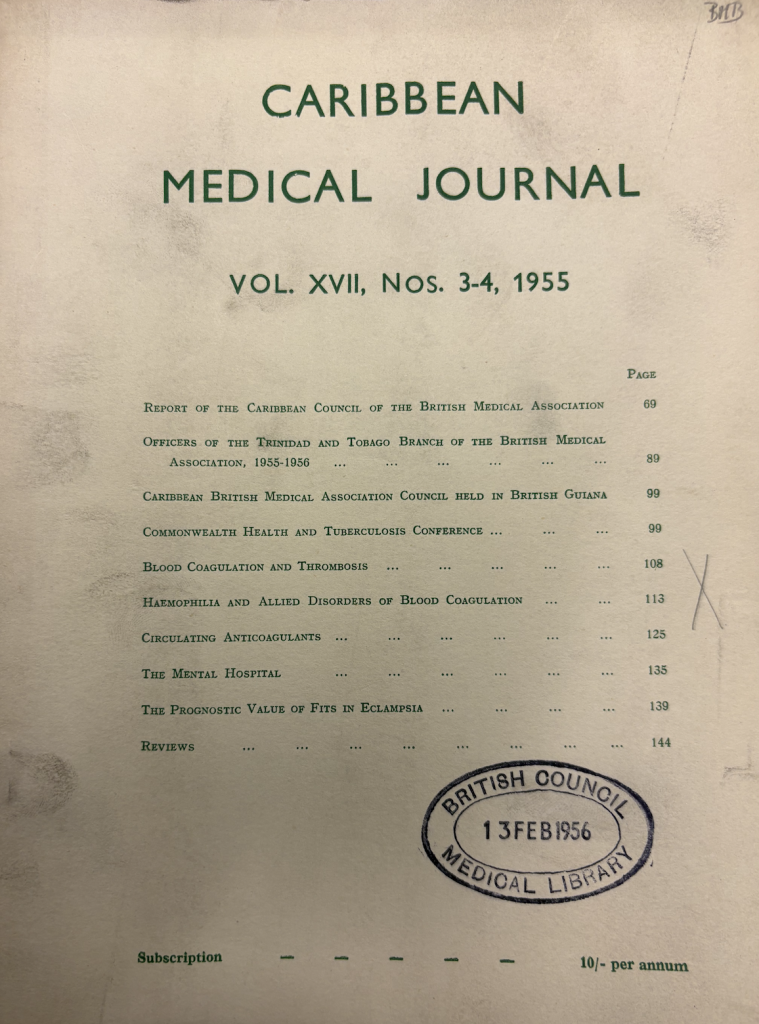 BMB
CARIBBEAN
MEDICAL JOURNAL
VOL. XVII, Nos. 3-4, 1955
PAGE
REPORT OF THE CARIBBEAN COUNCIL OF THE BRITISH MEDICAL ASSOCIATION 69
OFFICERS OF THE TRINIDAD AND TOBAGO BRANCH OF THE BRITISH MEDICAL
ASSOCIATION, 1955-1956 ... ... ... ... ... ... 89
CARIBBEAN BRITISH MEDICAL ASSOCIATION COUNCIL HELD IN BRITISH GUIANA 99
COMMONWEALTH HEALTH AND TUBERCULOSIS CONFERENCE ... ... ... 99
BLOOD COAGULATION AND THROMBOSIS ... ... ... ... ... 108
HAEMOPHILIA AND ALLIED DISORDERS OF BLOOD COAGULATION ... ... 113
CIRCULATING ANTICOAGULANTS ... ... ... ... ... ... 125
THE MENTAL HOSPITAL ... ... ... ... ... ... 135
THE PROGNOSTIC VALUE OF FITS IN ECLAMPSIA ... ... ... ... 139
REVIEWS ... ... ... ... ... ... ... ... 144
BRITISH COUNCIL
13 FEB 1956
MEDICAL LIBRARY
Subscription — — — — — 10/- per annum